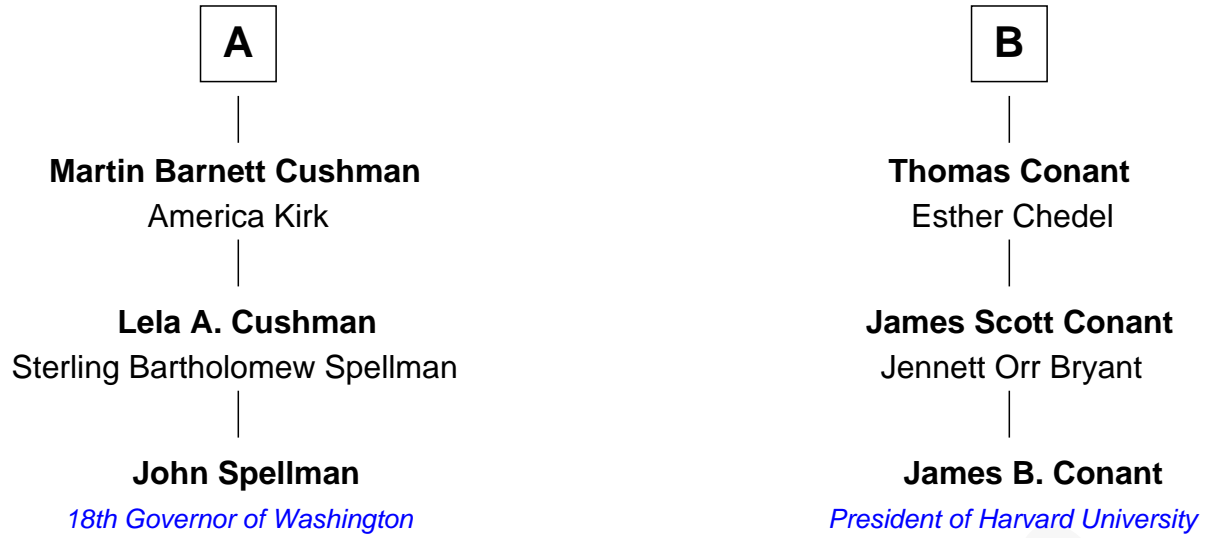 A
Martin Barnett Cushman
America Kirk
Lela A. Cushman
Sterling Bartholomew Spellman
John Spellman
18th Governor of Washington
B
Thomas Conant
Esther Chedel
James Scott Conant
Jennett Orr Bryant
James B. Conant
President of Harvard University